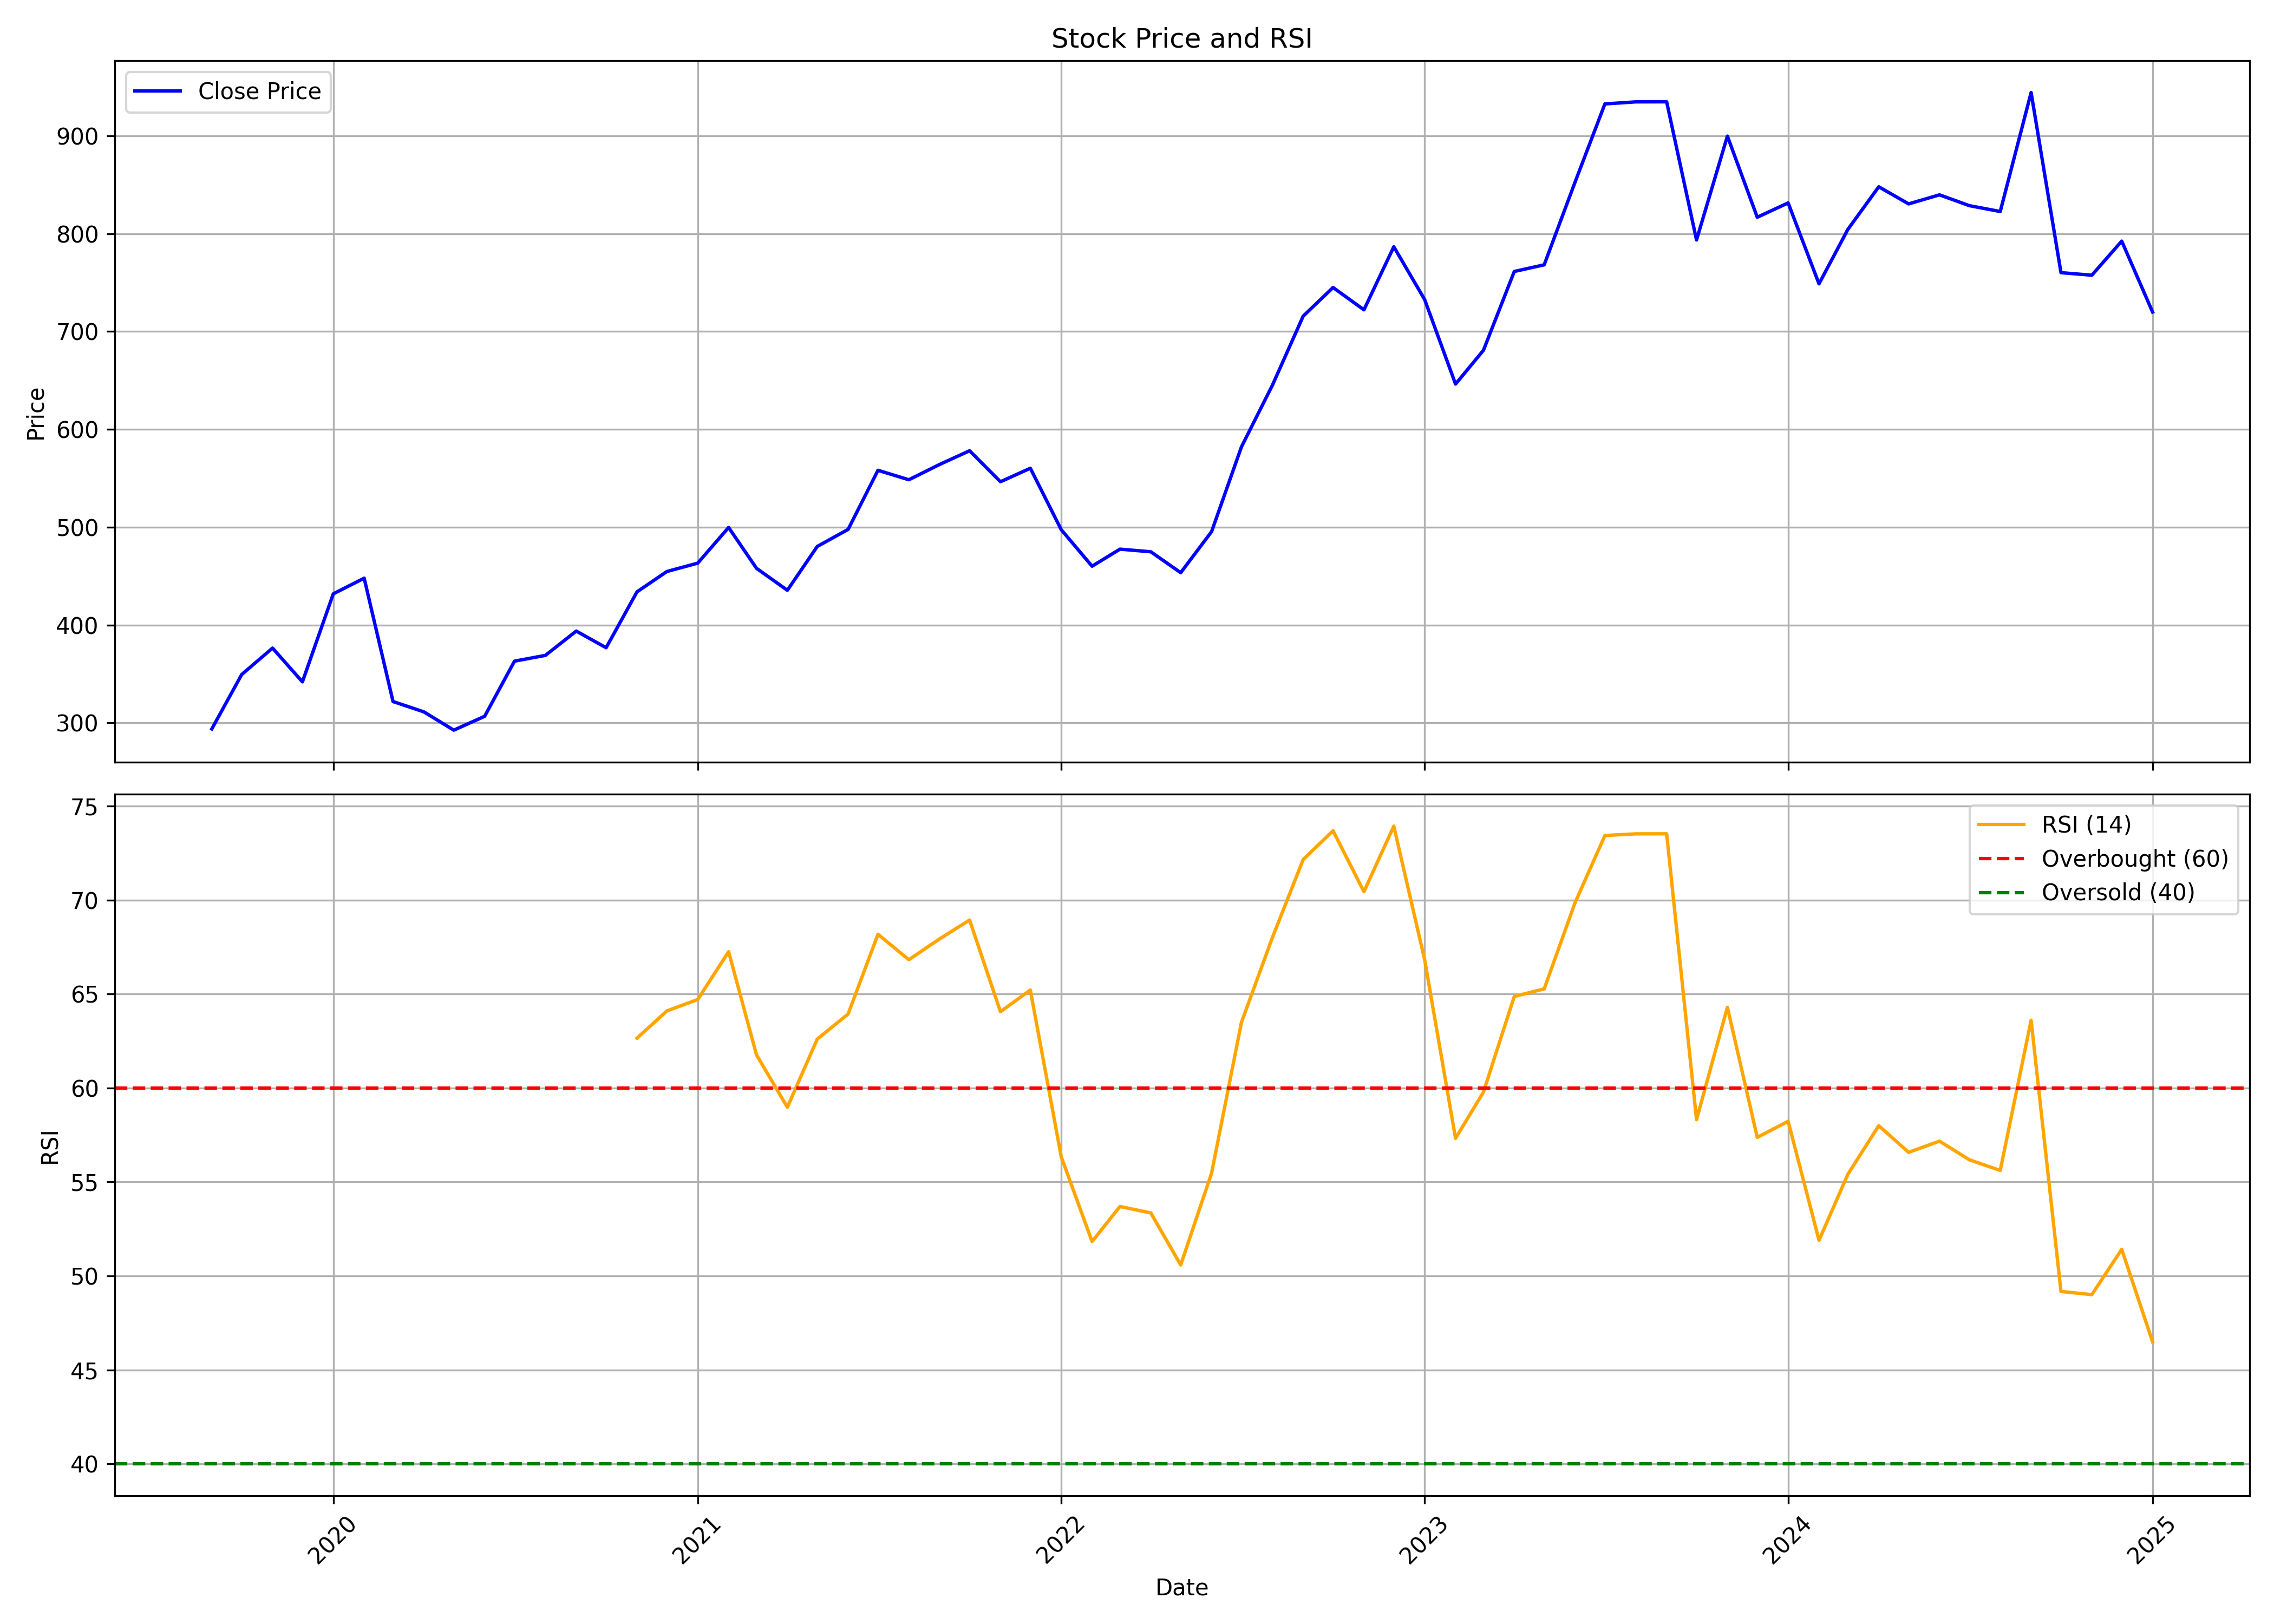 Stock Price and RSI
Close Price
900
800
700
600
500
400
300
Price
75
70
65
60
55
50
45
40
RSI
RSI (14)
Overbought (60)
Oversold (40)
2020
2021
2022
2023
2024
2025
Date